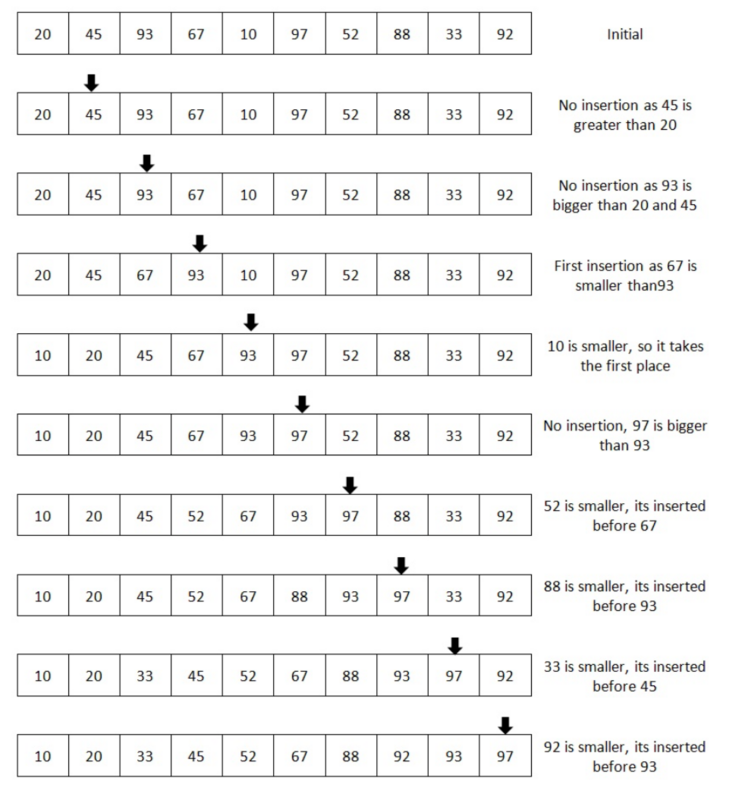 20 45 93 67 10 97 52 88 33 92 Initial
20 45 93 67 10 97 52 88 33 92 No insertion as 45 is
greater than 20
20 45 93 67 10 97 52 88 33 92 No insertion as 93 is
bigger than 20 and 45
20 45 67 93 10 97 52 88 33 92 First insertion as 67 is
smaller than93
10 20 45 67 93 97 52 88 33 92 10 is smaller, so it takes
the first place
10 20 45 67 93 97 52 88 33 92 No insertion, 97 is bigger
than 93
10 20 45 52 67 93 97 88 33 92 52 is smaller, its inserted
before 67
10 20 45 52 67 88 93 97 33 92 88 is smaller, its inserted
before 93
10 20 33 45 52 67 88 93 97 92 33 is smaller, its inserted
before 45
10 20 33 45 52 67 88 92 93 97 92 is smaller, its inserted
before 93